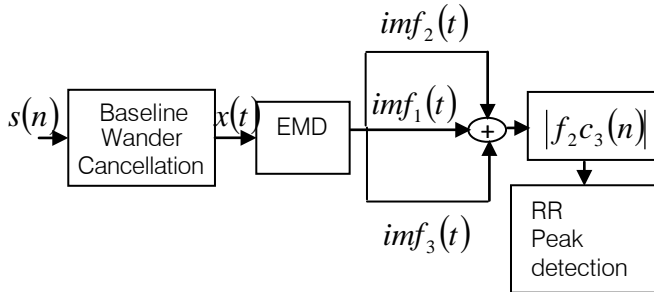 imf₂(t)
s(n)
Baseline
Wander
Cancellation
x(t)
EMD
imf₁(t)
+
|f₂c₃(n)|
imf₃(t)
RR
Peak
detection